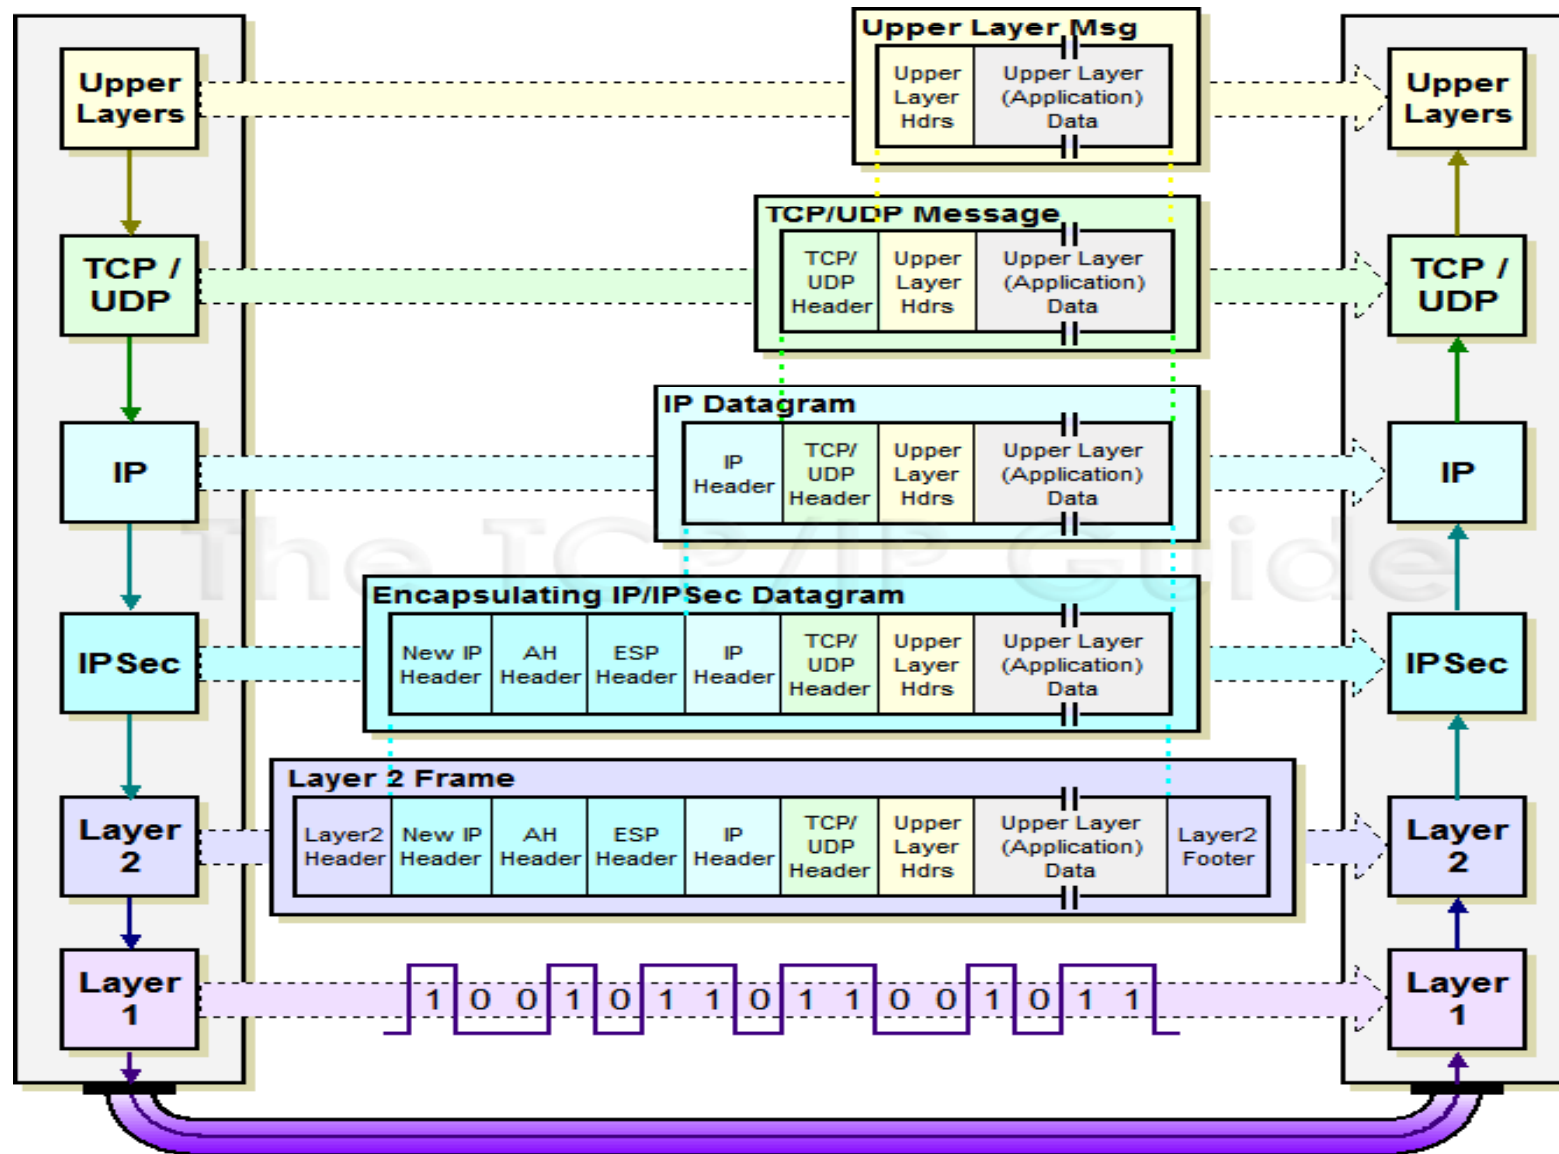 Upper Layer Msg
Upper
Layers
Upper
Layer
Hdrs
Upper Layer
(Application)
Data
Upper
Layers
TCP/UDP Message
TCP /
UDP
TCP/
UDP
Header
Upper
Layer
Hdrs
Upper Layer
(Application)
Data
TCP /
UDP
IP Datagram
IP
IP
Header
TCP/
UDP
Header
Upper
Layer
Hdrs
Upper Layer
(Application)
Data
IP
The TCP/IP Guide
Encapsulating IP/IPSec Datagram
IPSec
New IP
Header
AH
Header
ESP
Header
IP
Header
TCP/
UDP
Header
Upper
Layer
Hdrs
Upper Layer
(Application)
Data
IPSec
Layer 2 Frame
Layer
2
Layer2
Header
New IP
Header
AH
Header
ESP
Header
IP
Header
TCP/
UDP
Header
Upper
Layer
Hdrs
Upper Layer
(Application)
Data
Layer2
Footer
Layer
2
Layer
1
1 0 0 1 0 1 1 0 1 1 0 0 1 0 1 1
Layer
1